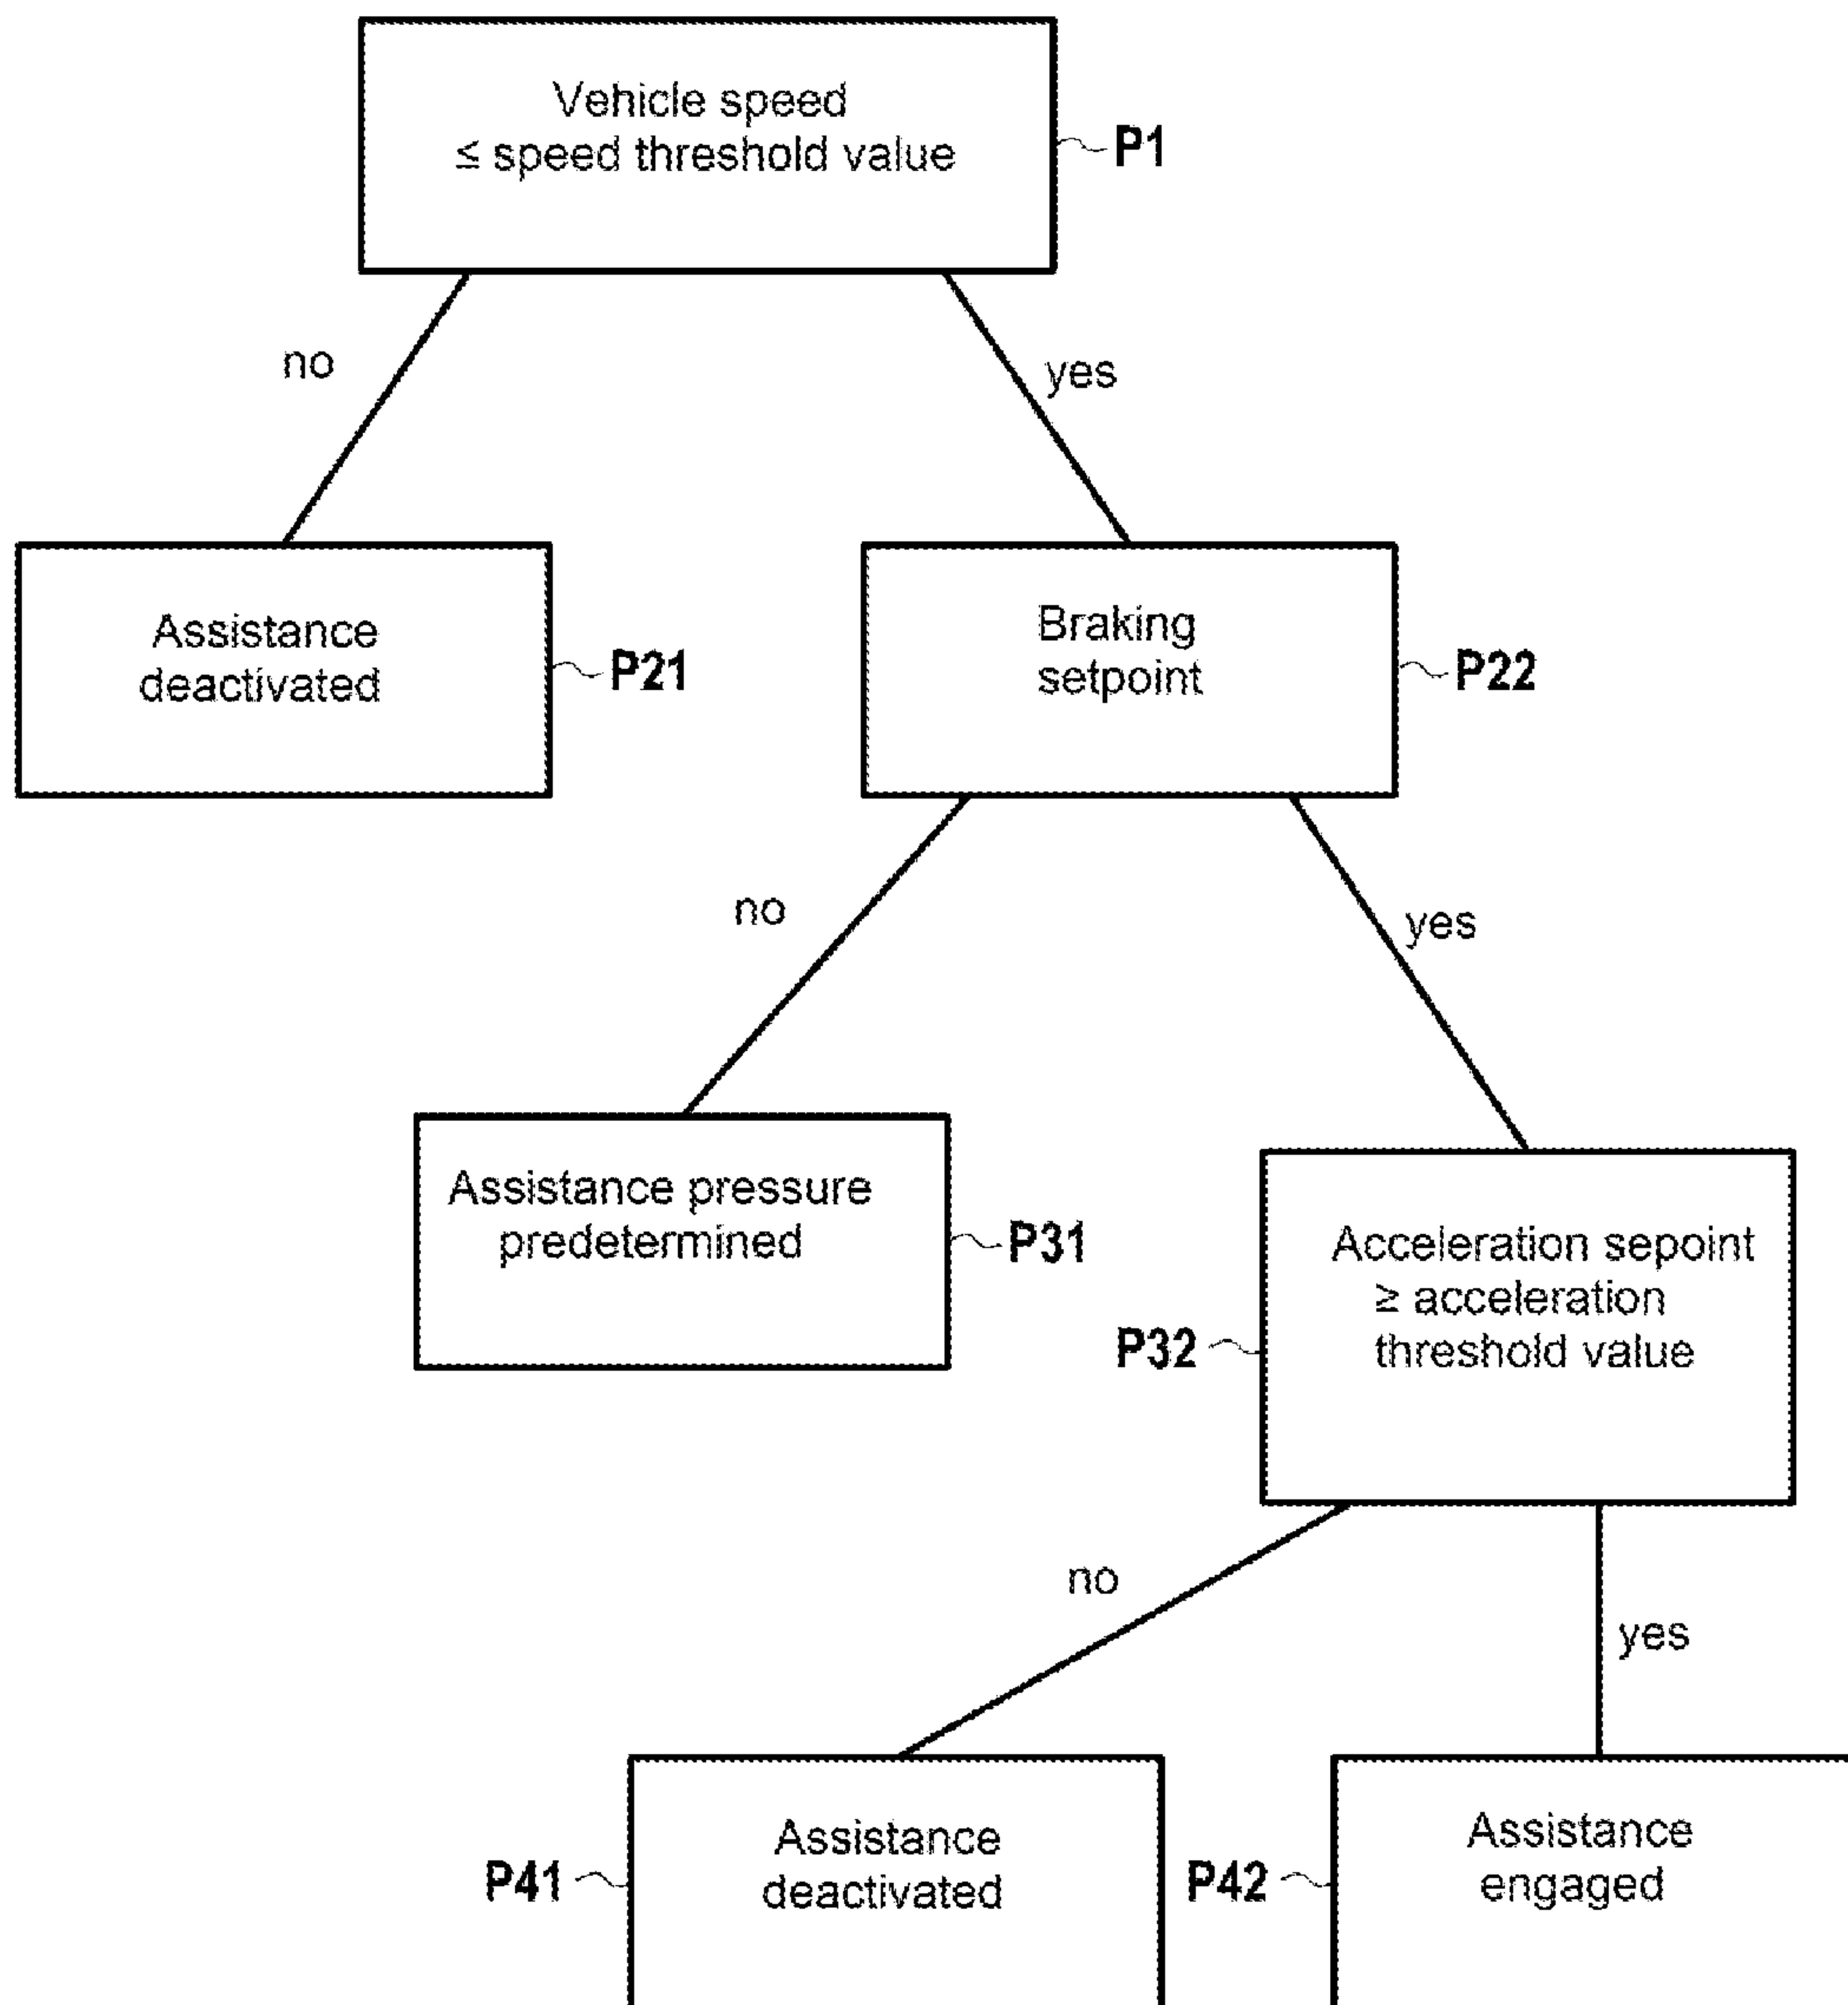 Vehicle speed
≤ speed threshold value
P1
no
yes
Assistance
deactivated
P21
Braking
setpoint
P22
no
yes
Assistance pressure
predetermined
P31
Acceleration sepoint
≥ acceleration
threshold value
P32
no
yes
Assistance
deactivated
P41
Assistance
engaged
P42